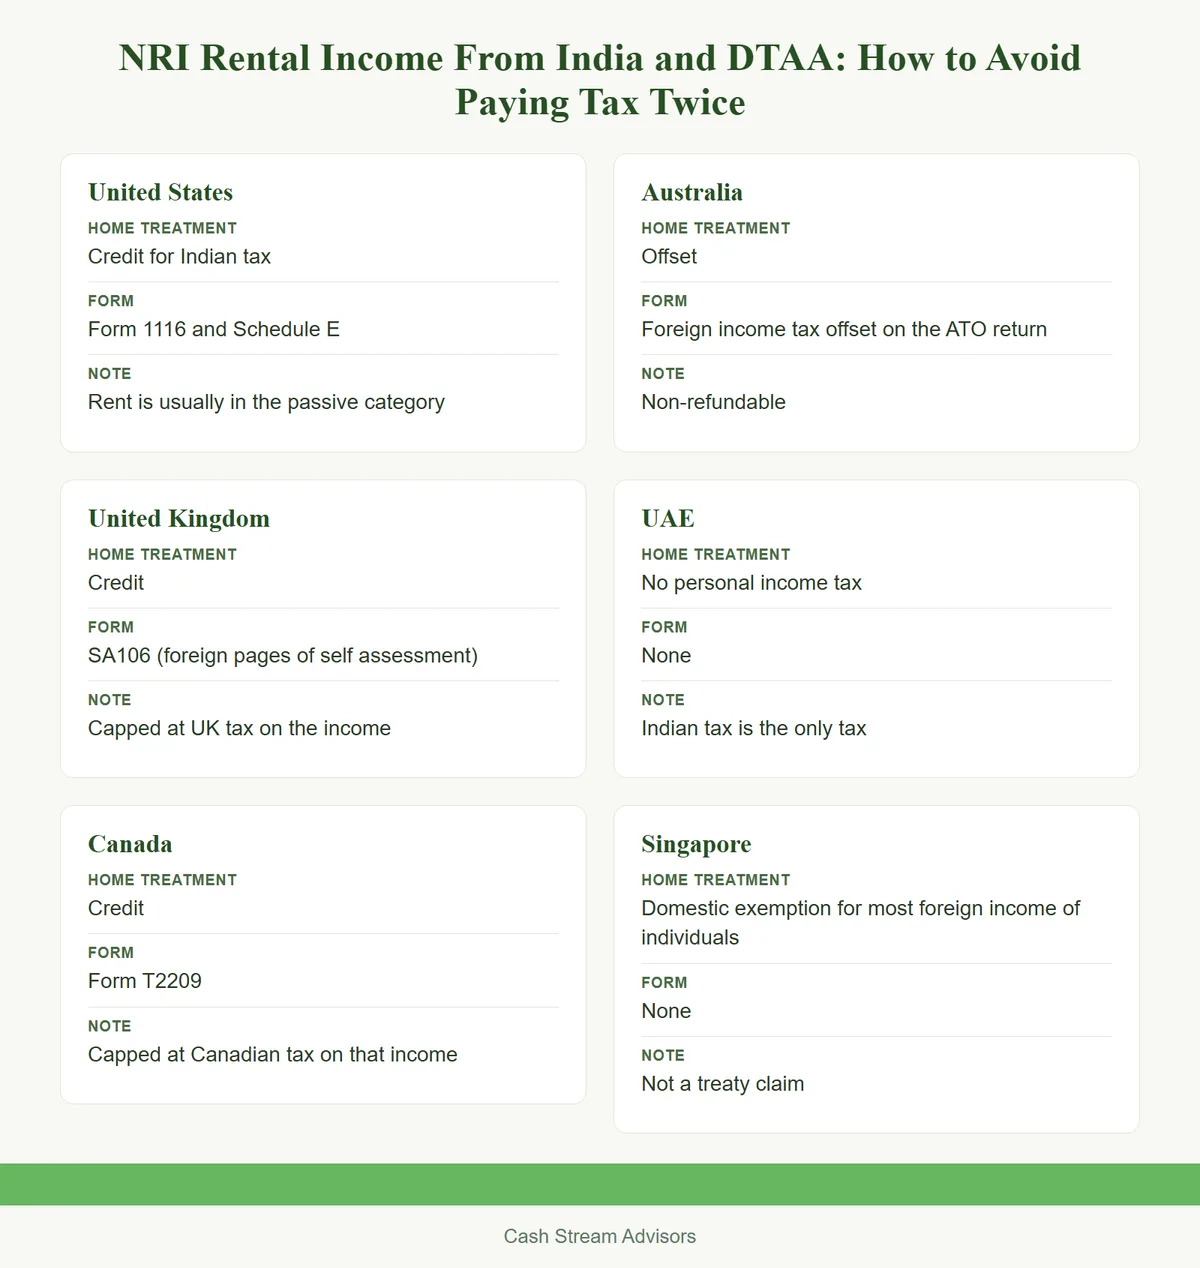 NRI Rental Income From India and DTAA: How to Avoid
Paying Tax Twice
United States
HOME TREATMENT
Credit for Indian tax
FORM
Form 1116 and Schedule E
NOTE
Rent is usually in the passive category
Australia
HOME TREATMENT
Offset
FORM
Foreign income tax offset on the ATO return
NOTE
Non-refundable
United Kingdom
HOME TREATMENT
Credit
FORM
SA106 (foreign pages of self assessment)
NOTE
Capped at UK tax on the income
UAE
HOME TREATMENT
No personal income tax
FORM
None
NOTE
Indian tax is the only tax
Canada
HOME TREATMENT
Credit
FORM
Form T2209
NOTE
Capped at Canadian tax on that income
Singapore
HOME TREATMENT
Domestic exemption for most foreign income of
individuals
FORM
None
NOTE
Not a treaty claim
Cash Stream Advisors